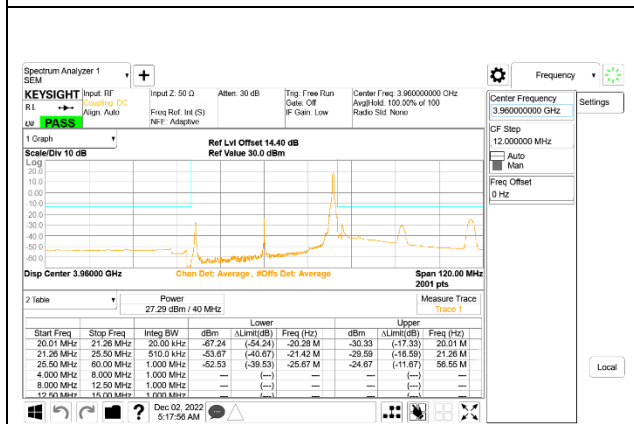 Spectrum Analyzer 1
SEM
Frequency
KEYSIGHT Input: RF Input Z: 50 Ω Atten: 30 dB Trig: Free Run Center Freq: 3.960000000 GHz
RL Coupling: DC Gate: Off Avg|Hold: 100.00% of 100
Align: Auto Freq Ref: Int (S) IF Gain: Low Radio Std: None
PASS NFE: Adaptive
Center Frequency
3.960000000 GHz
Settings
CF Step
12.000000 MHz
Auto
Man
Freq Offset
0 Hz
Local
1 Graph
Ref Lvl Offset 14.40 dB
Scale/Div 10 dB Ref Value 30.0 dBm
Log
20.0
10.0
0.00
-10.0
-20.0
-30.0
-40.0
-50.0
-60.0
Disp Center 3.96000 GHz Chan Det: Average , #Offs Det: Average Span 120.00 MHz
2001 pts
2 Table Power Measure Trace
27.29 dBm / 40 MHz Trace 1
Lower Upper
Start Freq Stop Freq Integ BW dBm ΔLimit(dB) Freq (Hz) dBm ΔLimit(dB) Freq (Hz)
20.01 MHz 21.26 MHz 20.00 kHz -67.24 (-54.24) -20.28 M -30.33 (-17.33) 20.01 M
21.26 MHz 25.50 MHz 510.0 kHz -53.67 (-40.67) -21.42 M -29.59 (-16.59) 21.26 M
25.50 MHz 60.00 MHz 1.000 MHz -52.53 (-39.53) -25.67 M -24.67 (-11.67) 56.55 M
4.000 MHz 8.000 MHz 1.000 MHz --- (---) --- --- (---) ---
8.000 MHz 12.50 MHz 1.000 MHz --- (---) --- --- (---) ---
12.50 MHz 15.00 MHz 1.000 MHz --- (---) --- --- (---) ---
? Dec 02, 2022
5:17:56 AM